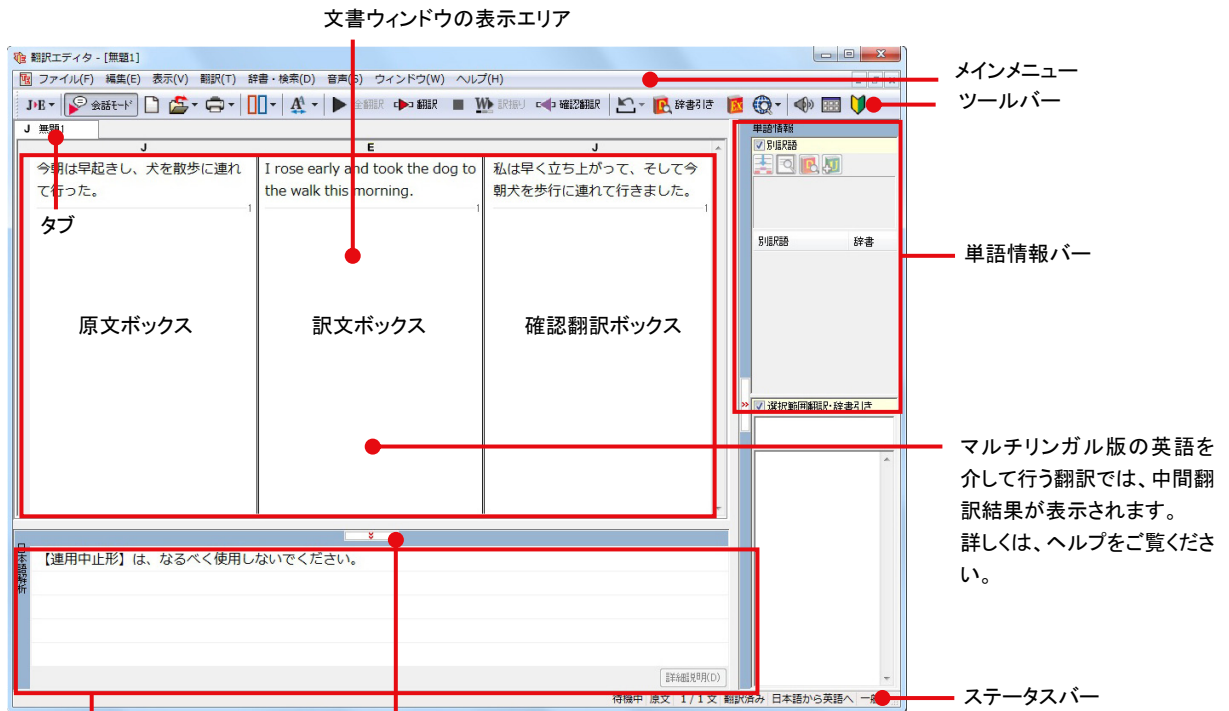 文書ウィンドウの表示エリア
翻訳エディタ - [無題1]
ファイル(F) 編集(E) 表示(V) 翻訳(T) 辞書・検索(D) 音声(S) ウィンドウ(W) ヘルプ(H)
メインメニュー
J▸E 会話モード 全翻訳 翻訳 訳振り 確認翻訳 辞書引き
ツールバー
J 無題1
単語情報
J E J
別訳語
今朝は早起きし、犬を散歩に連れ
て行った。
1
I rose early and took the dog to
the walk this morning.
1
私は早く立ち上がって、そして今
朝犬を歩行に連れて行きました。
1
タブ
別訳語 辞書
単語情報バー
原文ボックス
訳文ボックス
確認翻訳ボックス
選択範囲翻訳・辞書引き
マルチリンガル版の英語を
介して行う翻訳では、中間翻
訳結果が表示されます。
詳しくは、ヘルプをご覧くださ
い。
日本語解析
【連用中止形】は、なるべく使用しないでください。
詳細説明(D)
待機中 原文 1 / 1 文 翻訳済み 日本語から英語へ 一般
ステータスバー